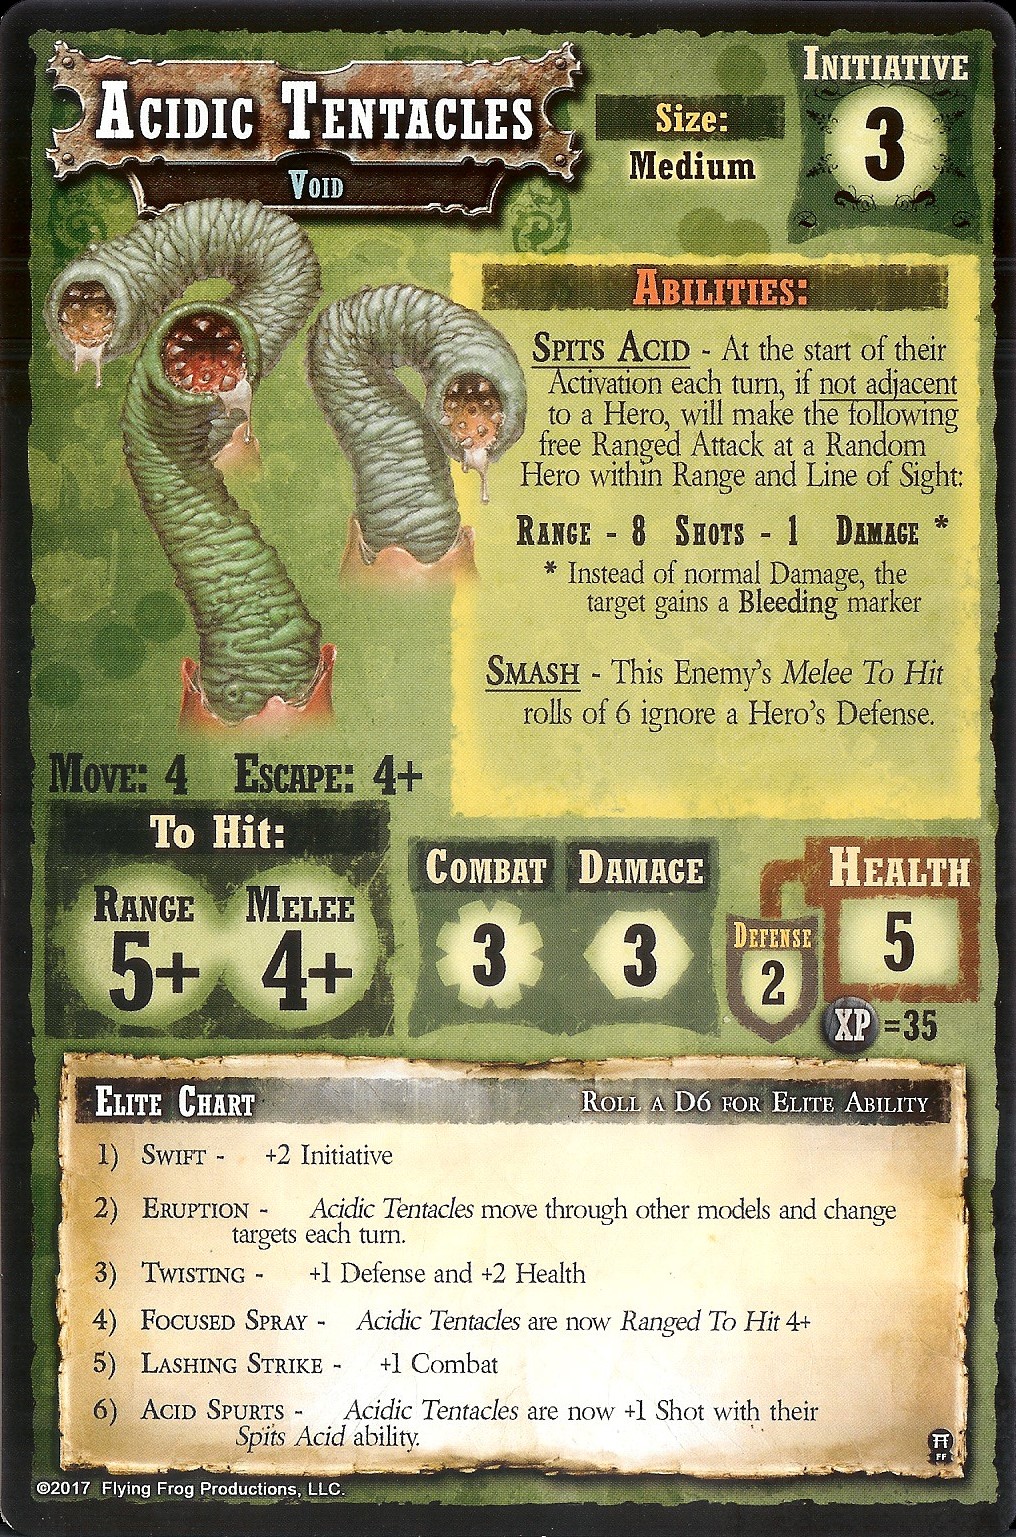 Acidic Tentacles
Void
Size:
Medium
Initiative
3
Abilities:
Spits Acid - At the start of their
Activation each turn, if not adjacent
to a Hero, will make the following
free Ranged Attack at a Random
Hero within Range and Line of Sight:
Range - 8 Shots - 1 Damage *
* Instead of normal Damage, the
target gains a Bleeding marker
Smash - This Enemy's Melee To Hit
rolls of 6 ignore a Hero's Defense.
Move: 4 Escape: 4+
To Hit:
Range
5+
Melee
4+
Combat
3
Damage
3
Defense
2
Health
5
XP =35
Elite Chart
Roll a D6 for Elite Ability
1) Swift - +2 Initiative
2) Eruption - Acidic Tentacles move through other models and change
targets each turn.
3) Twisting - +1 Defense and +2 Health
4) Focused Spray - Acidic Tentacles are now Ranged To Hit 4+
5) Lashing Strike - +1 Combat
6) Acid Spurts - Acidic Tentacles are now +1 Shot with their
Spits Acid ability.
FF
©2017 Flying Frog Productions, LLC.